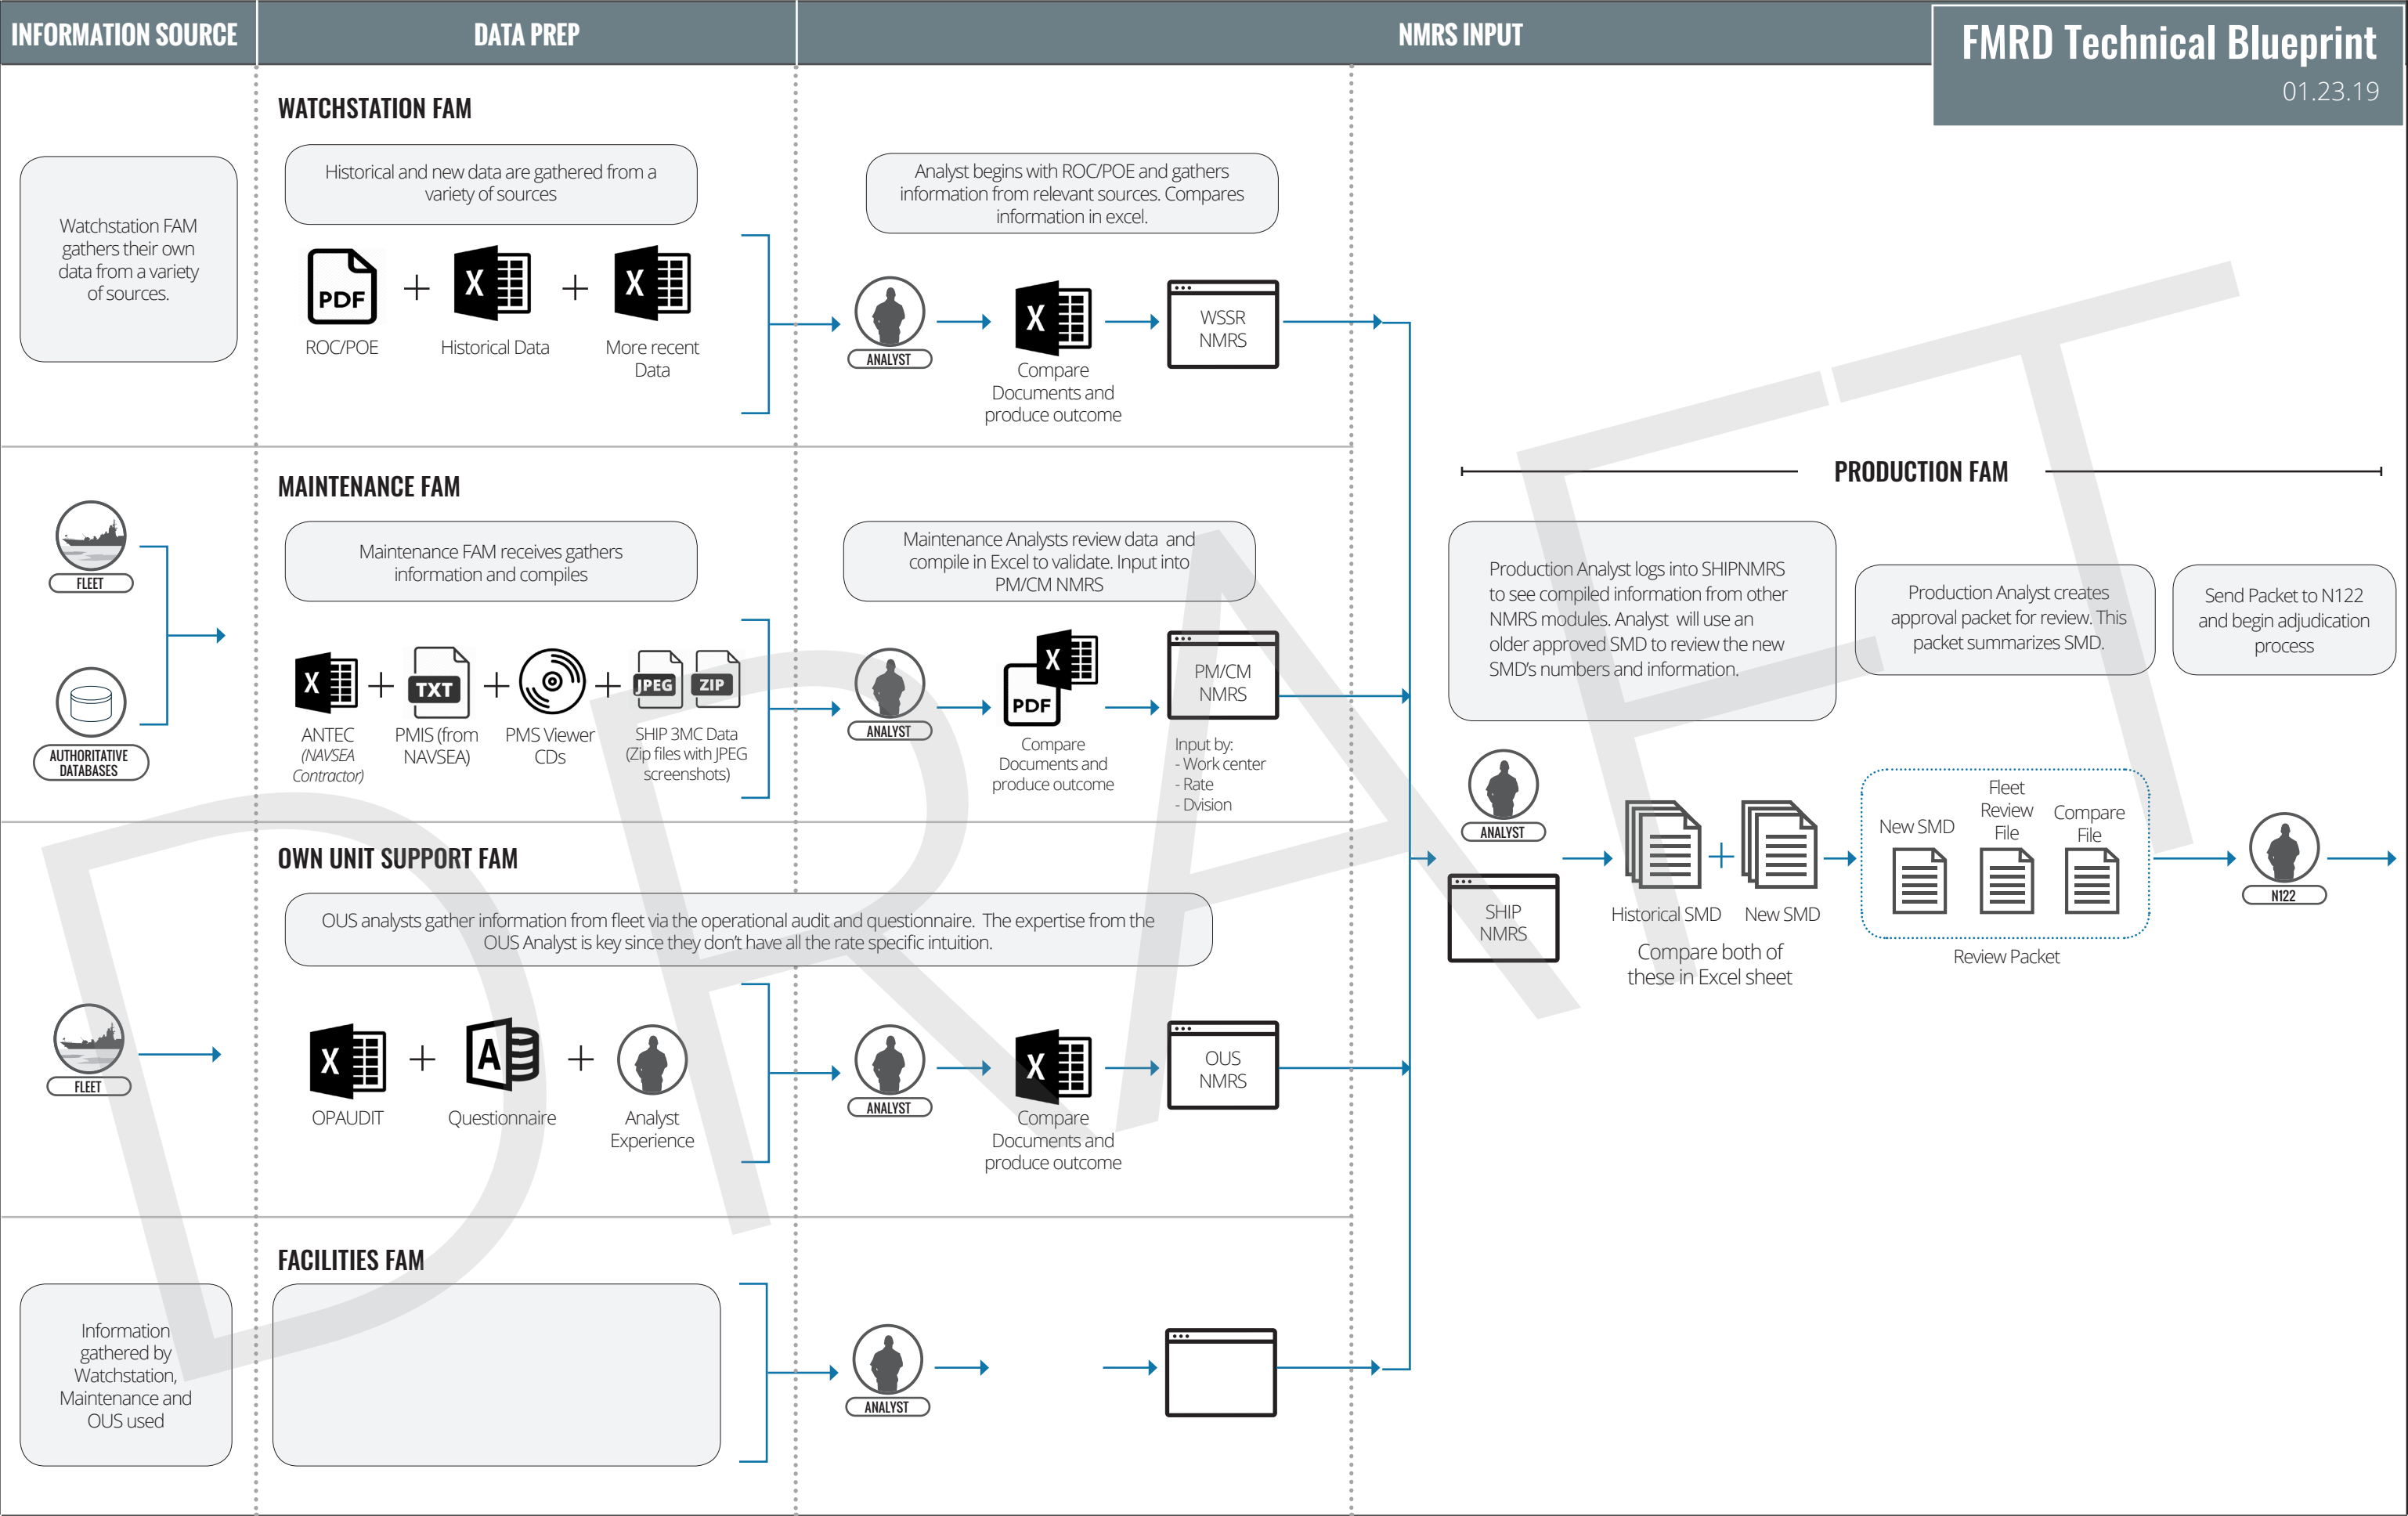 INFORMATION SOURCE
DATA PREP
NMRS INPUT
FMRD Technical Blueprint
01.23.19
WATCHSTATION FAM
Watchstation FAM
gathers their own
data from a variety
of sources.
Historical and new data are gathered from a
variety of sources
PDF
ROC/POE
+
X
Historical Data
+
X
More recent
Data
Analyst begins with ROC/POE and gathers
information from relevant sources. Compares
information in excel.
ANALYST
X
Compare
Documents and
produce outcome
WSSR
NMRS
MAINTENANCE FAM
FLEET
AUTHORITATIVE
DATABASES
Maintenance FAM receives gathers
information and compiles
X
ANTEC
(NAVSEA
Contractor)
+
TXT
PMIS (from
NAVSEA)
+
PMS Viewer
CDs
+
JPEG
ZIP
SHIP 3MC Data
(Zip files with JPEG
screenshots)
Maintenance Analysts review data and
compile in Excel to validate. Input into
PM/CM NMRS
ANALYST
X
PDF
Compare
Documents and
produce outcome
PM/CM
NMRS
Input by:
- Work center
- Rate
- Dvision
OWN UNIT SUPPORT FAM
OUS analysts gather information from fleet via the operational audit and questionnaire. The expertise from the
OUS Analyst is key since they don't have all the rate specific intuition.
FLEET
X
OPAUDIT
+
A
Questionnaire
+
Analyst
Experience
ANALYST
X
Compare
Documents and
produce outcome
OUS
NMRS
FACILITIES FAM
Information
gathered by
Watchstation,
Maintenance and
OUS used
ANALYST
PRODUCTION FAM
Production Analyst logs into SHIPNMRS
to see compiled information from other
NMRS modules. Analyst will use an
older approved SMD to review the new
SMD's numbers and information.
Production Analyst creates
approval packet for review. This
packet summarizes SMD.
Send Packet to N122
and begin adjudication
process
ANALYST
SHIP
NMRS
Historical SMD
+
New SMD
Compare both of
these in Excel sheet
New SMD
Fleet
Review
File
Compare
File
Review Packet
N122
DRAFT